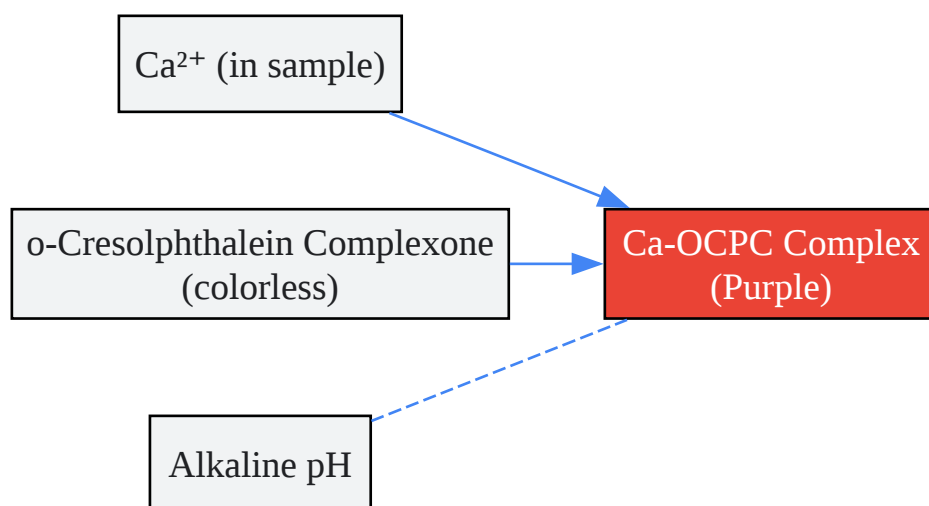 Ca²⁺ (in sample)
o-Cresolphthalein Complexone
(colorless)
Ca-OCPC Complex
(Purple)
Alkaline pH